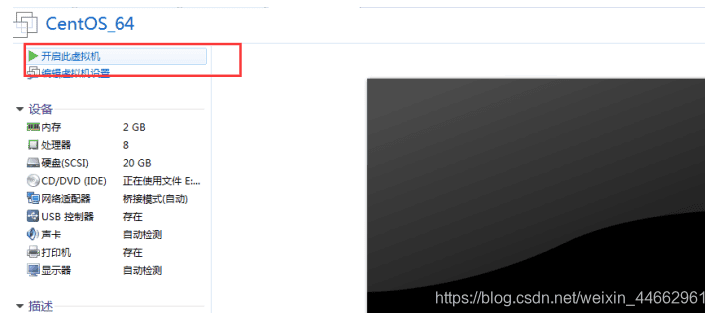 CentOS_64
开启此虚拟机
编辑虚拟机设置
设备
内存 2 GB
处理器 8
硬盘(SCSI) 20 GB
CD/DVD (IDE) 正在使用文件 E:...
网络适配器 桥接模式(自动)
USB 控制器 存在
声卡 自动检测
打印机 存在
显示器 自动检测
描述
https://blog.csdn.net/weixin_44662961